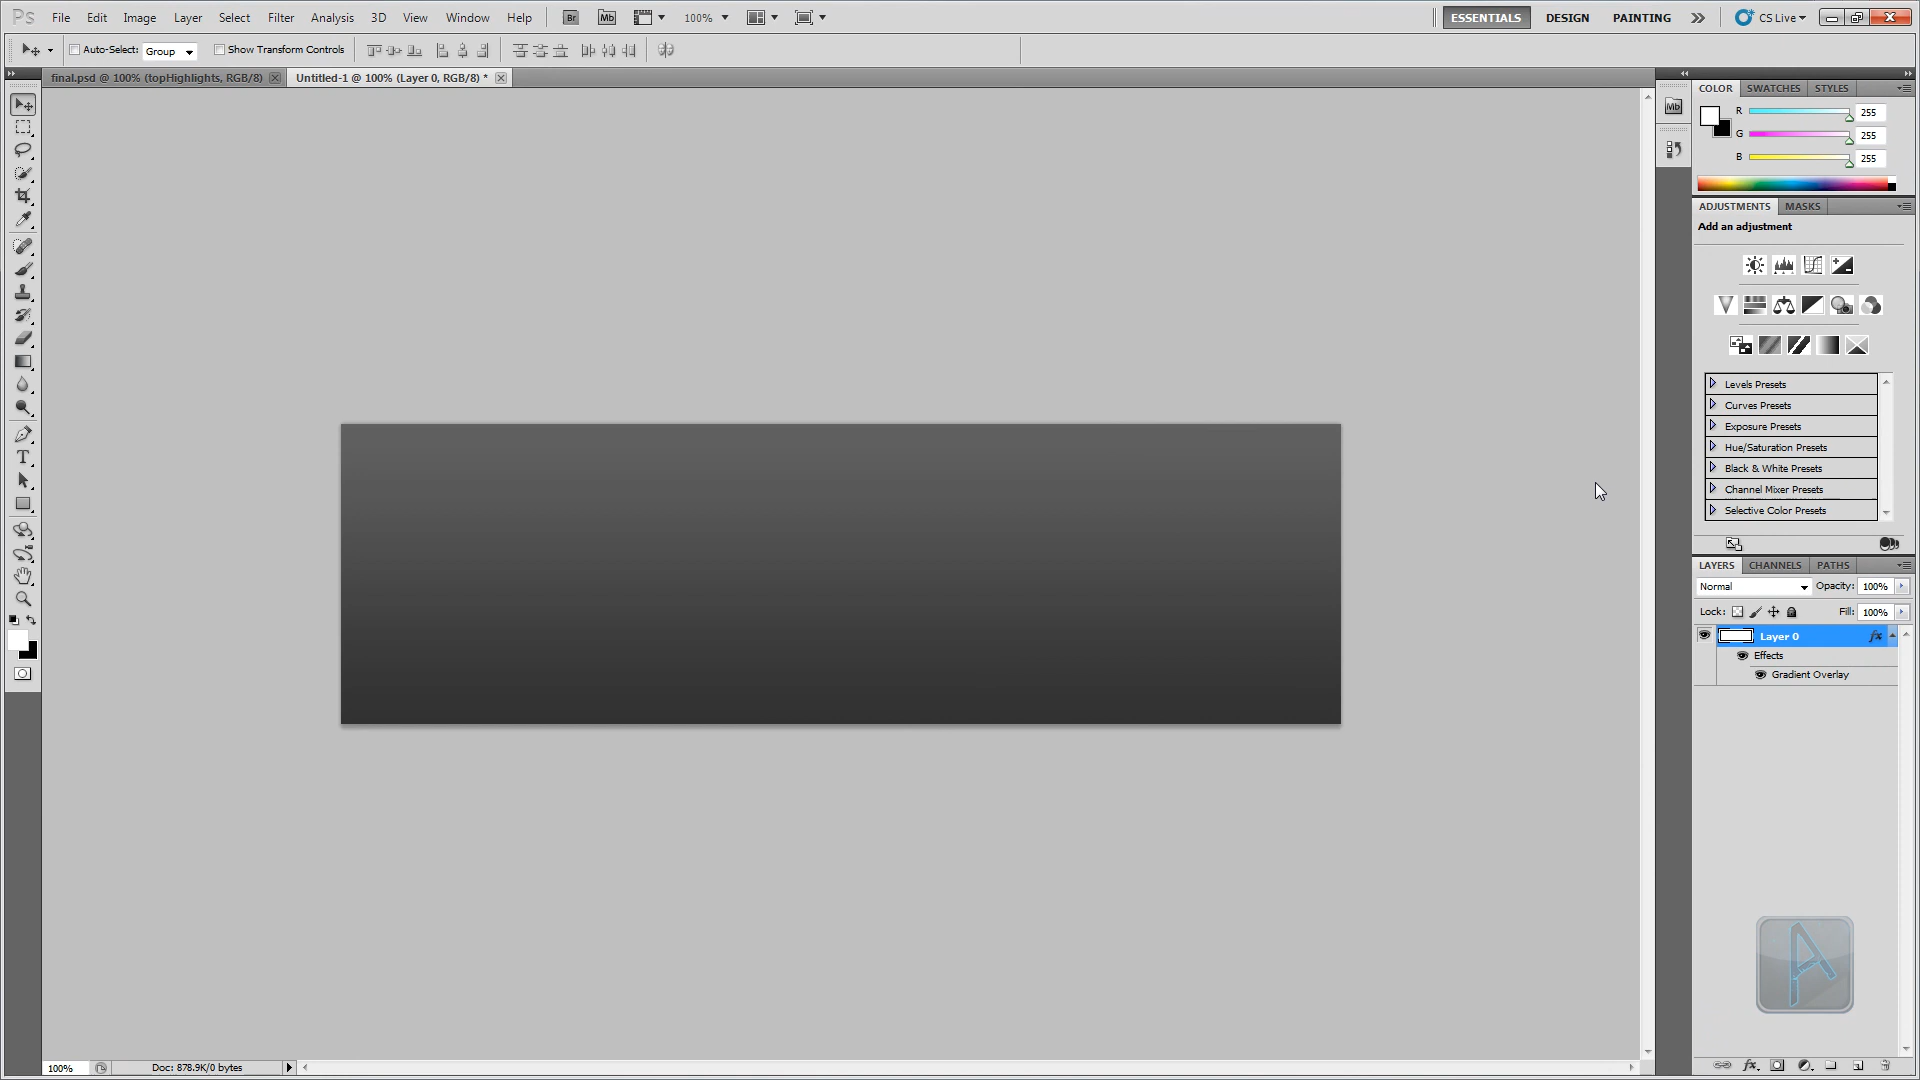 Ps File Edit Image Layer Select Filter Analysis 3D View Window Help Br Mb 100% ESSENTIALS DESIGN PAINTING CS Live
Auto-Select: Group Show Transform Controls
final.psd @ 100% (topHighlights, RGB/8) Untitled-1 @ 100% (Layer 0, RGB/8) *
COLOR SWATCHES STYLES
Mb
R 255
G 255
B 255
ADJUSTMENTS MASKS
Add an adjustment
Levels Presets
Curves Presets
Exposure Presets
Hue/Saturation Presets
Black & White Presets
Channel Mixer Presets
Selective Color Presets
LAYERS CHANNELS PATHS
Normal Opacity: 100%
Lock: Fill: 100%
Layer 0 fx
Effects
Gradient Overlay
A
100% Doc: 878.9K/0 bytes fx